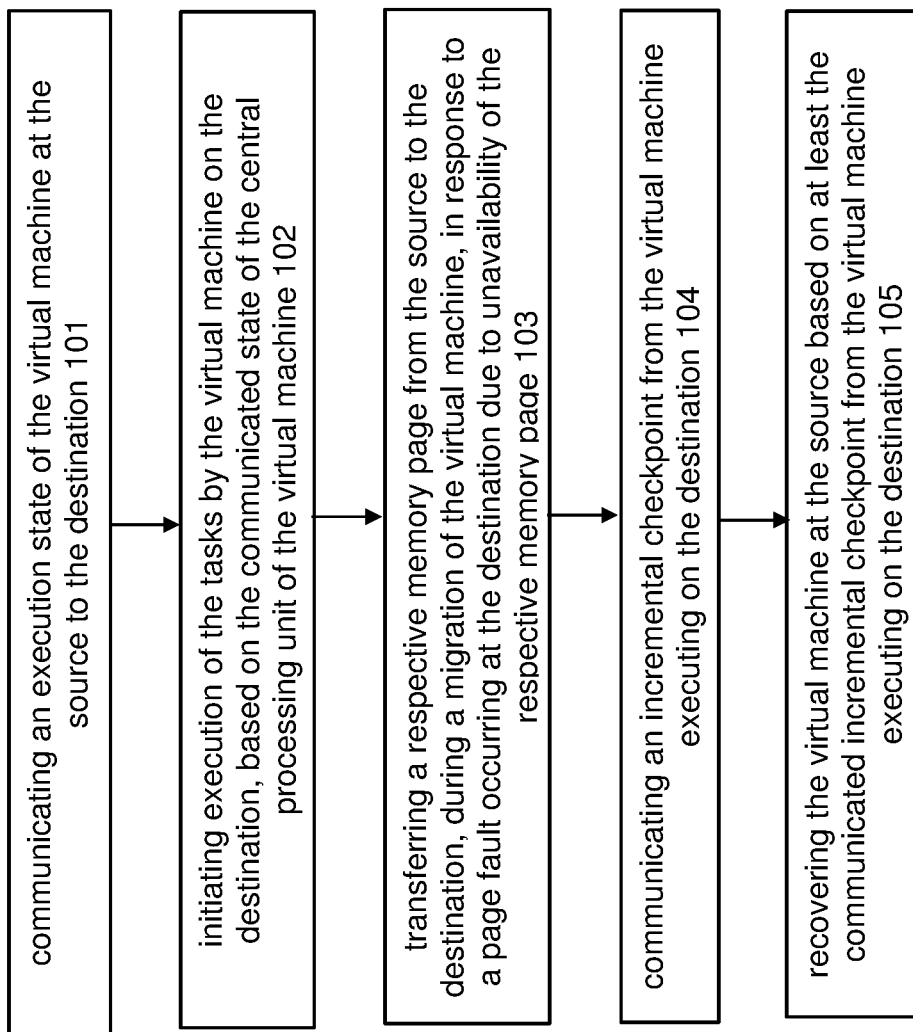 communicating an execution state of the virtual machine at the
source to the destination 101
initiating execution of the tasks by the virtual machine on the
destination, based on the communicated state of the central
processing unit of the virtual machine 102
transferring a respective memory page from the source to the
destination, during a migration of the virtual machine, in response to
a page fault occurring at the destination due to unavailability of the
respective memory page 103
communicating an incremental checkpoint from the virtual machine
executing on the destination 104
recovering the virtual machine at the source based on at least the
communicated incremental checkpoint from the virtual machine
executing on the destination 105